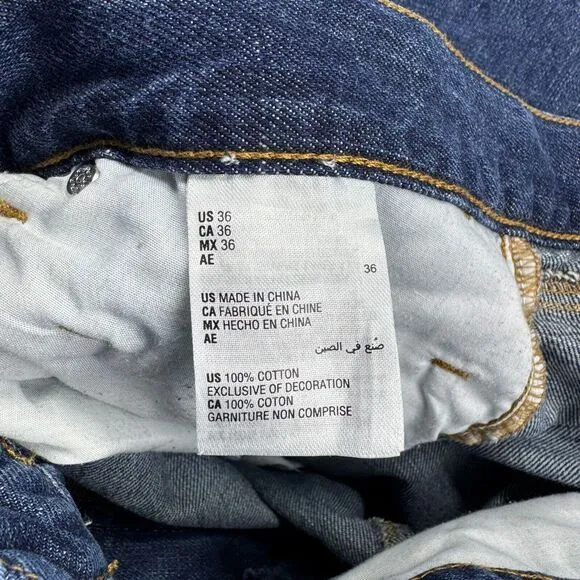 US 36
CA 36
MX 36
AE
36
US MADE IN CHINA
CA FABRIQUÉ EN CHINE
MX HECHO EN CHINA
AE
صُنع في الصين
US 100% COTTON
EXCLUSIVE OF DECORATION
CA 100% COTON
GARNITURE NON COMPRISE